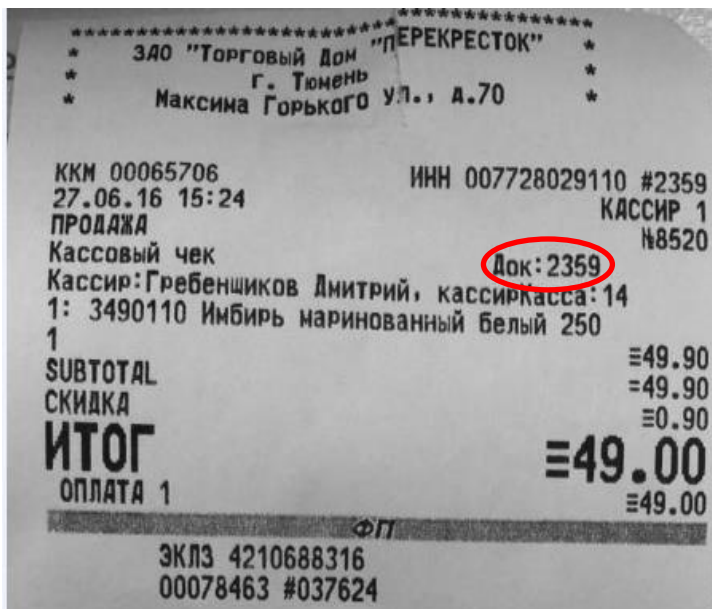 ************************
* ЗАО "Торговый Дом "ПЕРЕКРЕСТОК" *
* г. Тюмень *
* Максима Горького ул., д.70 *
ККМ 00065706 ИНН 007728029110 #2359
27.06.16 15:24 КАССИР 1
ПРОДАЖА №8520
Кассовый чек Док:2359
Кассир:Гребенщиков Дмитрий, кассирКасса:14
1: 3490110 Имбирь маринованный белый 250
1 ≡49.90
SUBTOTAL =49.90
СКИДКА ≡0.90
ИТОГ ≡49.00
ОПЛАТА 1 ≡49.00
ФП
ЭКЛЗ 4210688316
00078463 #037624